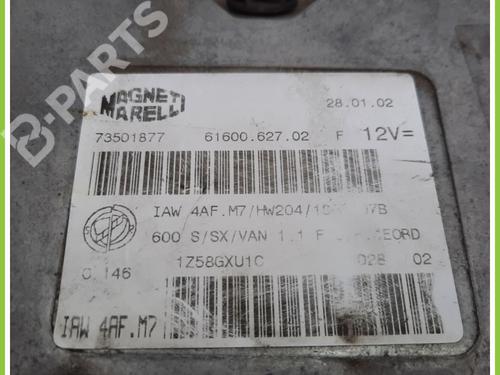 B-PARTS
MAGNETI MARELLI
28.01.02
73501877 61600.627.02 F 12V=
IAW 4AF.M7/HW204/
600 S/SX/VAN 1.1 F
1Z58GXU1C 028 02
0.146
IAW 4AF.M7